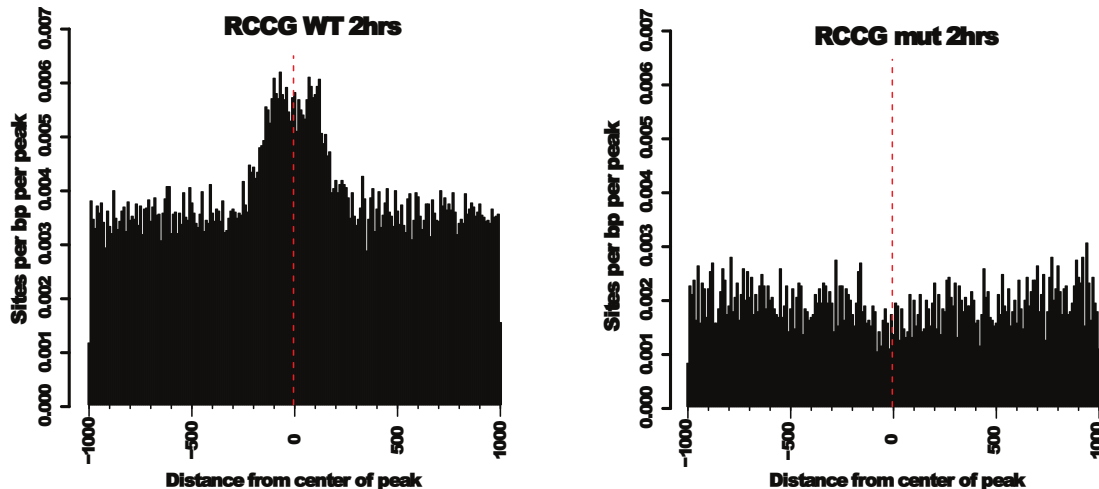 RCCG WT 2hrs
Sites per bp per peak
0.000 0.001 0.002 0.003 0.004 0.005 0.006 0.007
−1000 −500 0 500 1000
Distance from center of peak
RCCG mut 2hrs
Sites per bp per peak
0.000 0.001 0.002 0.003 0.004 0.005 0.006 0.007
−1000 −500 0 500 1000
Distance from center of peak